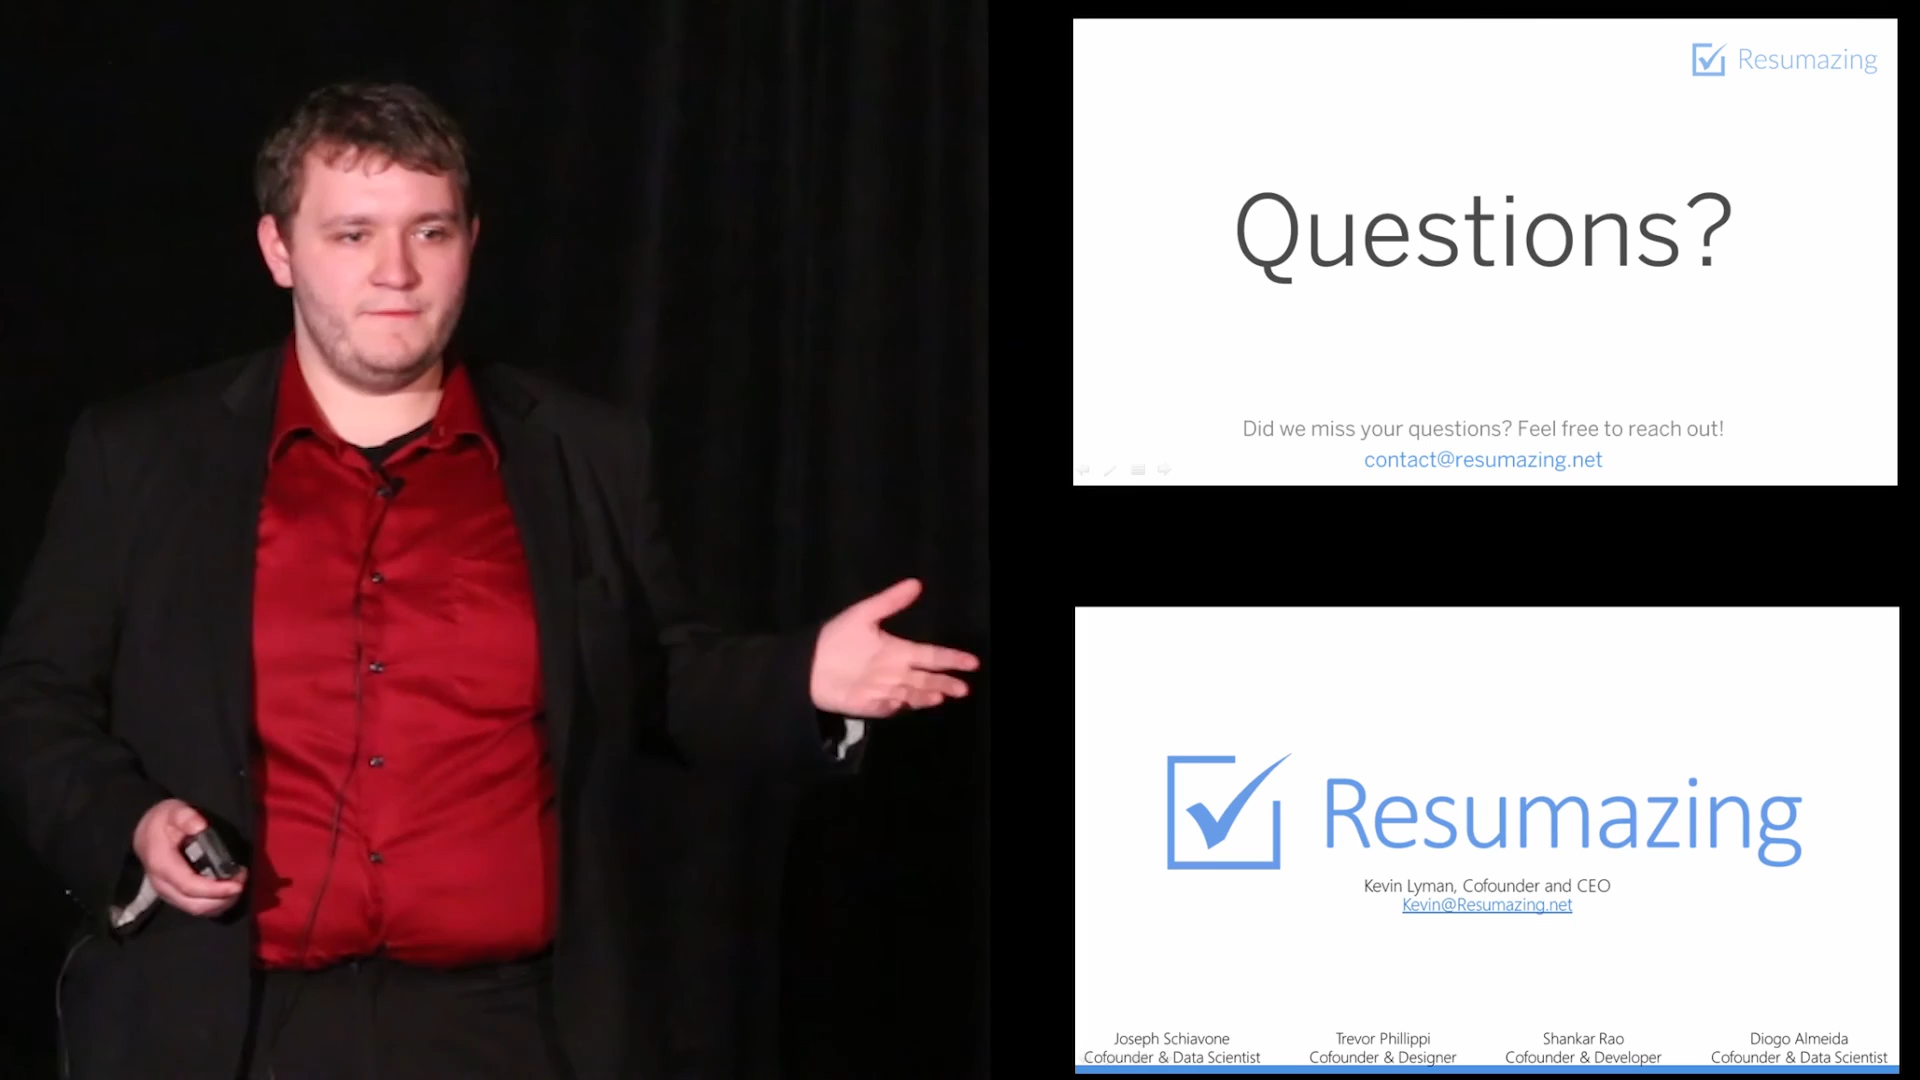 Resumazing
Questions?
Did we miss your questions? Feel free to reach out!
contact@resumazing.net
Resumazing
Kevin Lyman, Cofounder and CEO
Kevin@Resumazing.net
Joseph Schiavone
Cofounder & Data Scientist
Trevor Phillippi
Cofounder & Designer
Shankar Rao
Cofounder & Developer
Diogo Almeida
Cofounder & Data Scientist